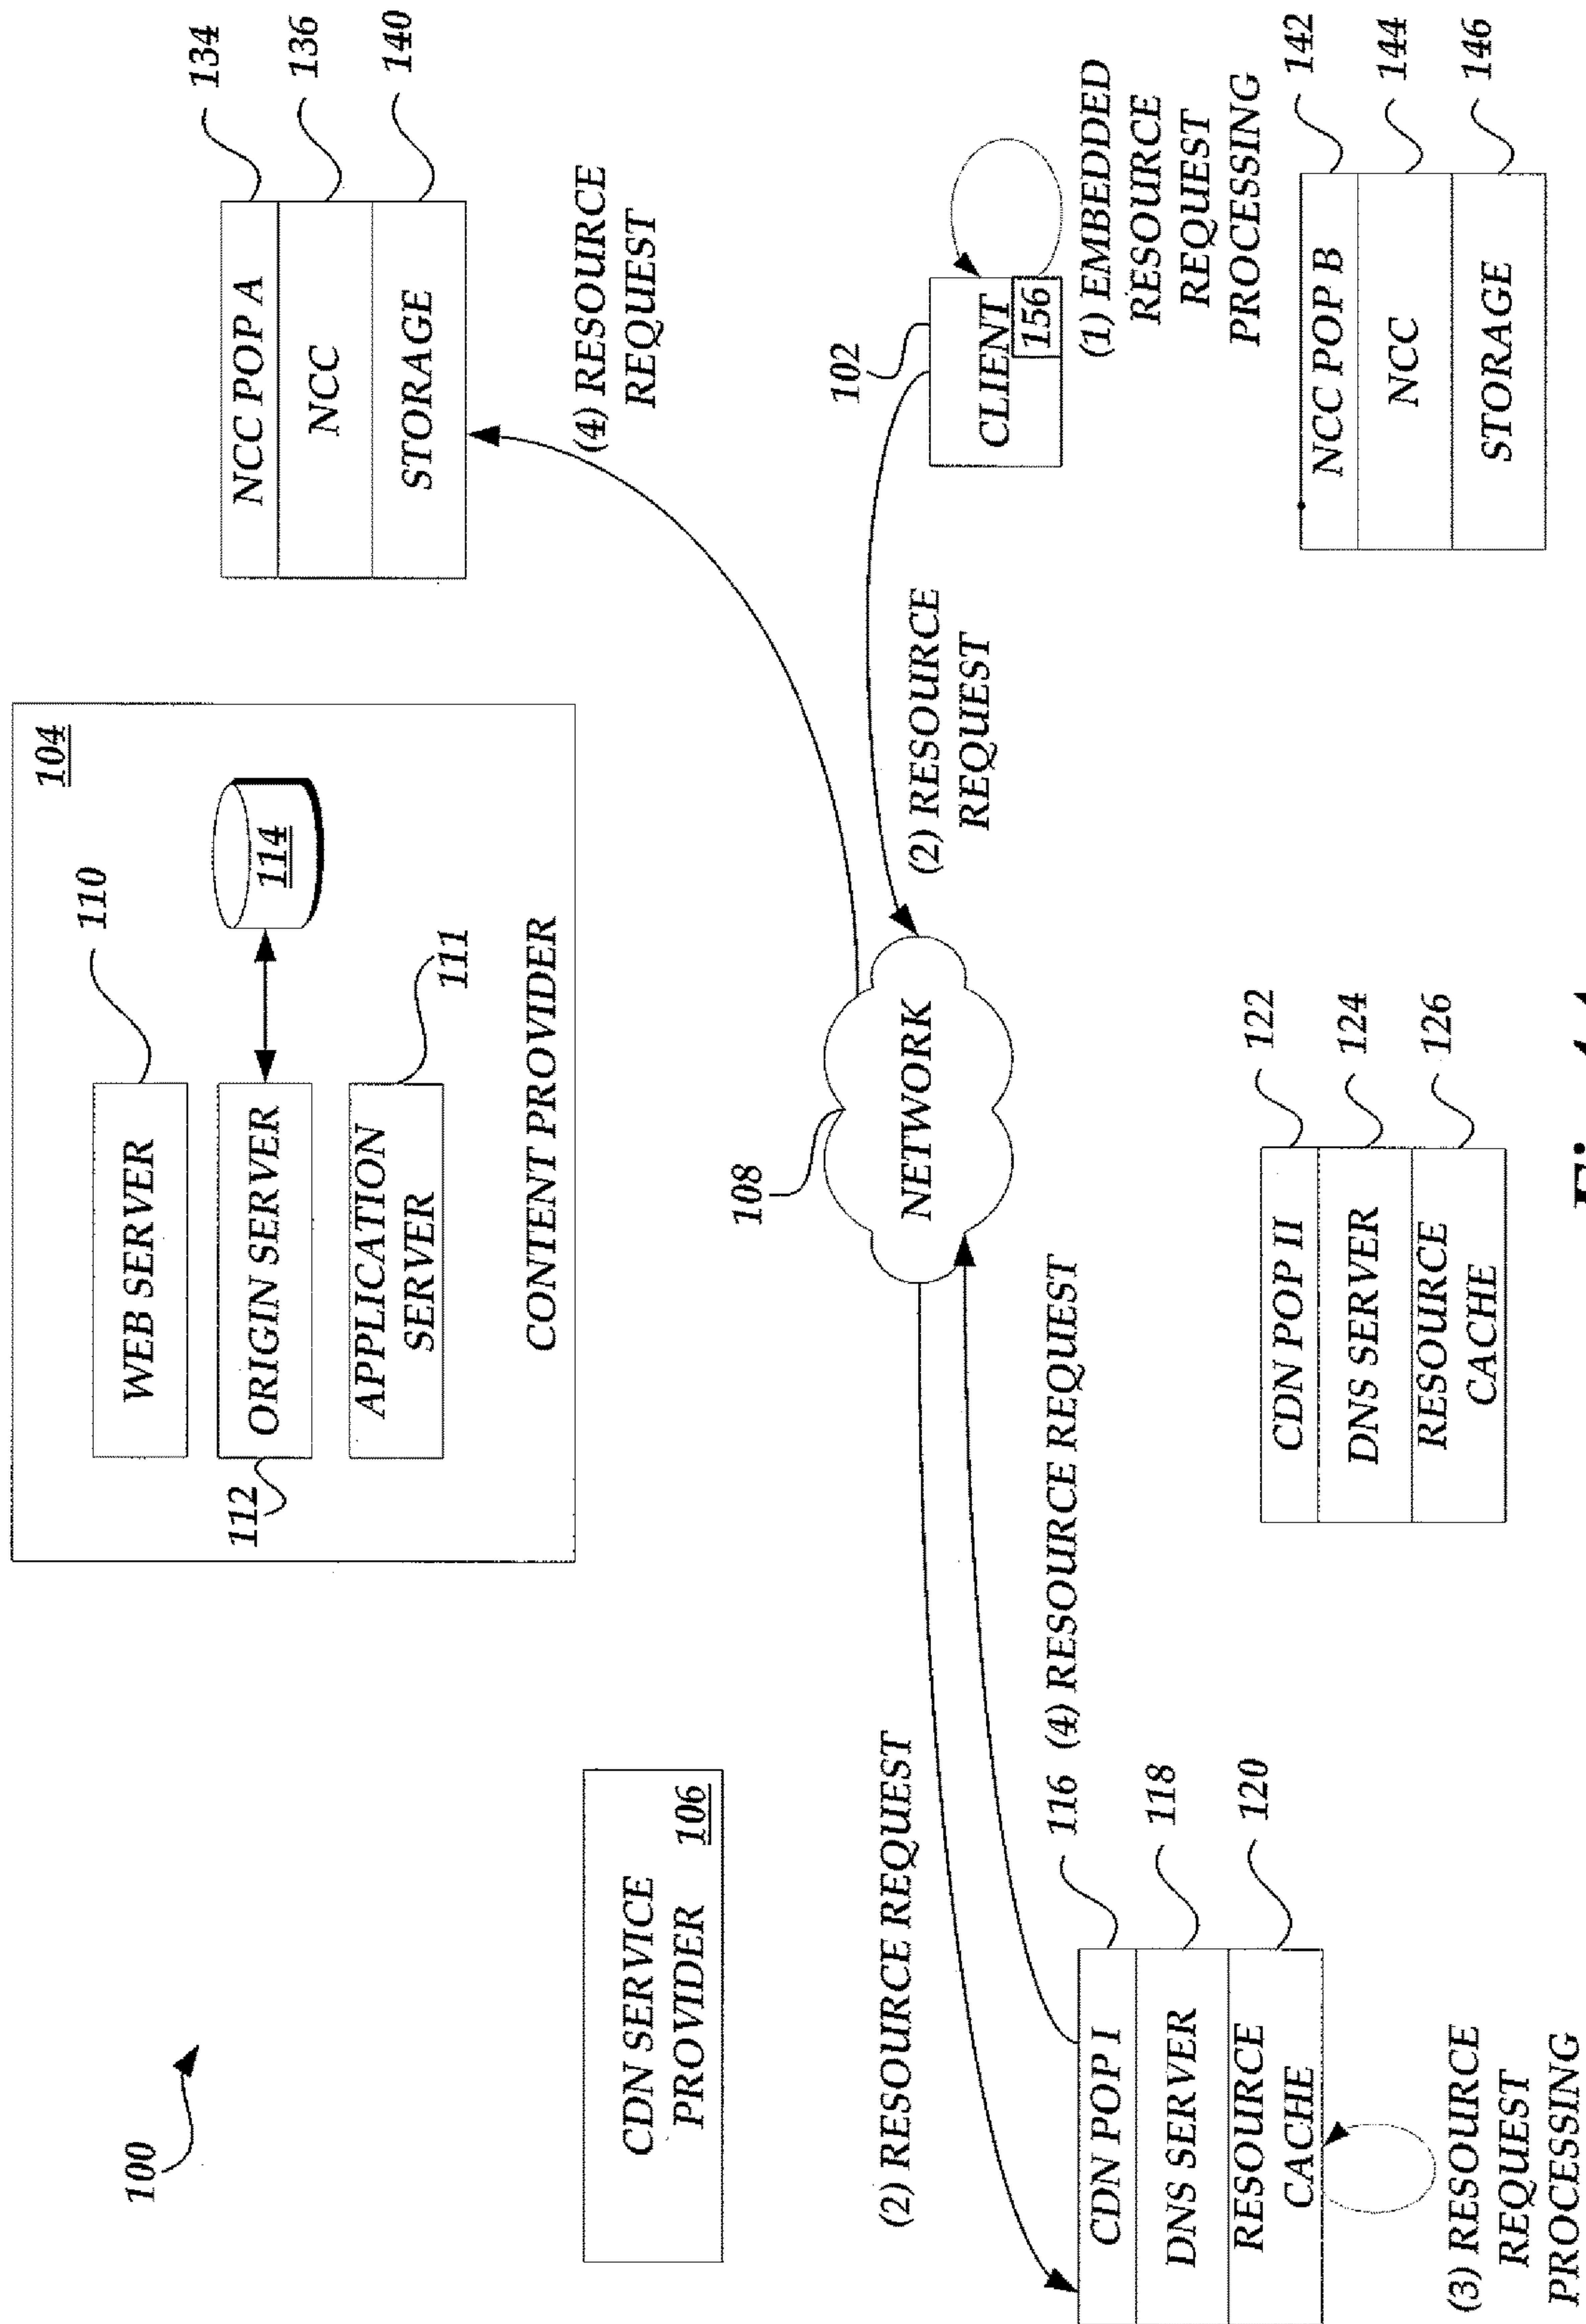 100
104
110
WEB SERVER
112
ORIGIN SERVER
114
APPLICATION
SERVER
111
CONTENT PROVIDER
134
136
140
NCC POP A
NCC
STORAGE
(4) RESOURCE
REQUEST
CDN SERVICE
PROVIDER
106
108
NETWORK
102
CLIENT
156
(1) EMBEDDED
RESOURCE
REQUEST
PROCESSING
(2) RESOURCE
REQUEST
(2) RESOURCE REQUEST
(4) RESOURCE REQUEST
116
118
120
CDN POP I
DNS SERVER
RESOURCE
CACHE
(3) RESOURCE
REQUEST
PROCESSING
122
124
126
CDN POP II
DNS SERVER
RESOURCE
CACHE
142
144
146
NCC POP B
NCC
STORAGE